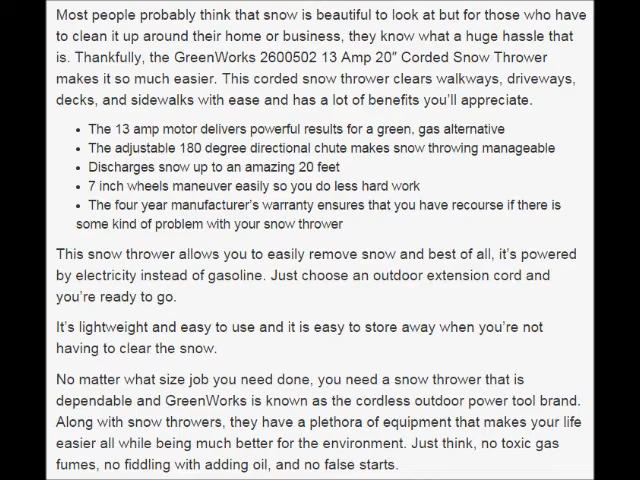 Most people probably think that snow is beautiful to look at but for those who have
to clean it up around their home or business, they know what a huge hassle that
is. Thankfully, the GreenWorks 2600502 13 Amp 20″ Corded Snow Thrower
makes it so much easier. This corded snow thrower clears walkways, driveways,
decks, and sidewalks with ease and has a lot of benefits you’ll appreciate.
• The 13 amp motor delivers powerful results for a green, gas alternative
• The adjustable 180 degree directional chute makes snow throwing manageable
• Discharges snow up to an amazing 20 feet
• 7 inch wheels maneuver easily so you do less hard work
• The four year manufacturer’s warranty ensures that you have recourse if there is
some kind of problem with your snow thrower
This snow thrower allows you to easily remove snow and best of all, it’s powered
by electricity instead of gasoline. Just choose an outdoor extension cord and
you’re ready to go.
It’s lightweight and easy to use and it is easy to store away when you’re not
having to clear the snow.
No matter what size job you need done, you need a snow thrower that is
dependable and GreenWorks is known as the cordless outdoor power tool brand.
Along with snow throwers, they have a plethora of equipment that makes your life
easier all while being much better for the environment. Just think, no toxic gas
fumes, no fiddling with adding oil, and no false starts.